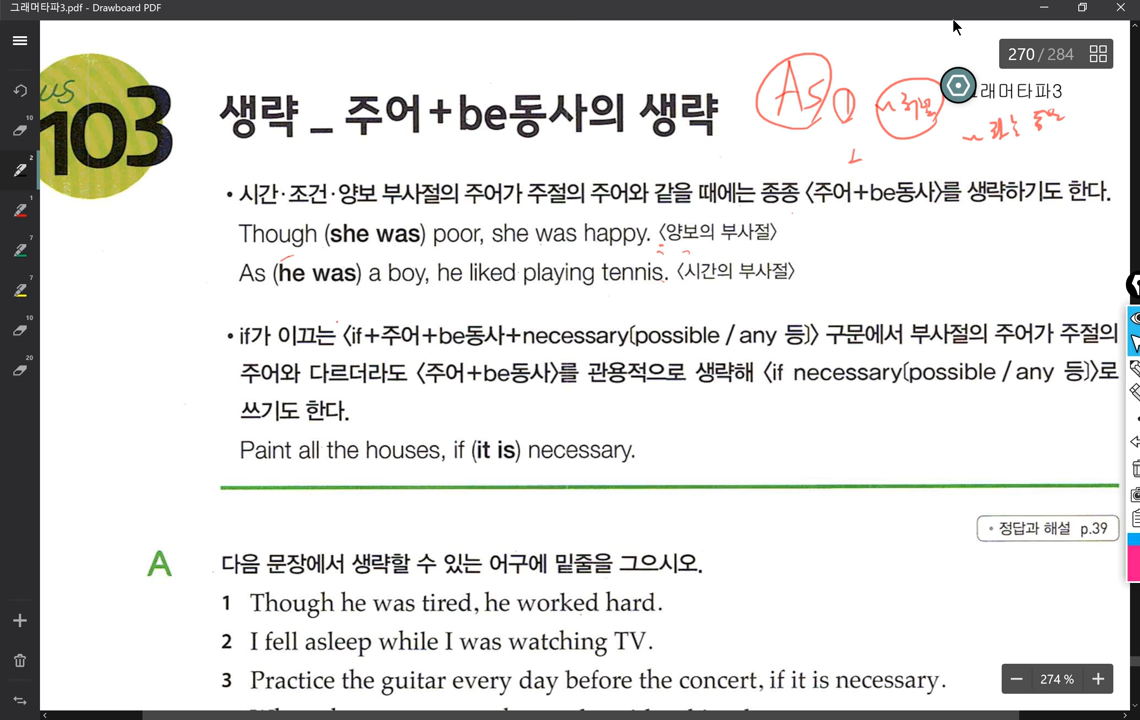 그래머타파3.pdf - Drawboard PDF
270 / 284
래머타파3
us
103
생략 _ 주어+be동사의 생략
As ①
• 시간·조건·양보 부사절의 주어가 주절의 주어와 같을 때에는 종종 〈주어+be동사〉를 생략하기도 한다.
Though (she was) poor, she was happy. 〈양보의 부사절〉
As (he was) a boy, he liked playing tennis. 〈시간의 부사절〉
• if가 이끄는 〈if+주어+be동사+necessary(possible / any 등)〉 구문에서 부사절의 주어가 주절의
주어와 다르더라도 〈주어+be동사〉를 관용적으로 생략해 〈if necessary(possible / any 등)〉로
쓰기도 한다.
Paint all the houses, if (it is) necessary.
• 정답과 해설 p.39
A 다음 문장에서 생략할 수 있는 어구에 밑줄을 그으시오.
1 Though he was tired, he worked hard.
2 I fell asleep while I was watching TV.
3 Practice the guitar every day before the concert, if it is necessary.
274 %
10
2
1
7
7
10
20